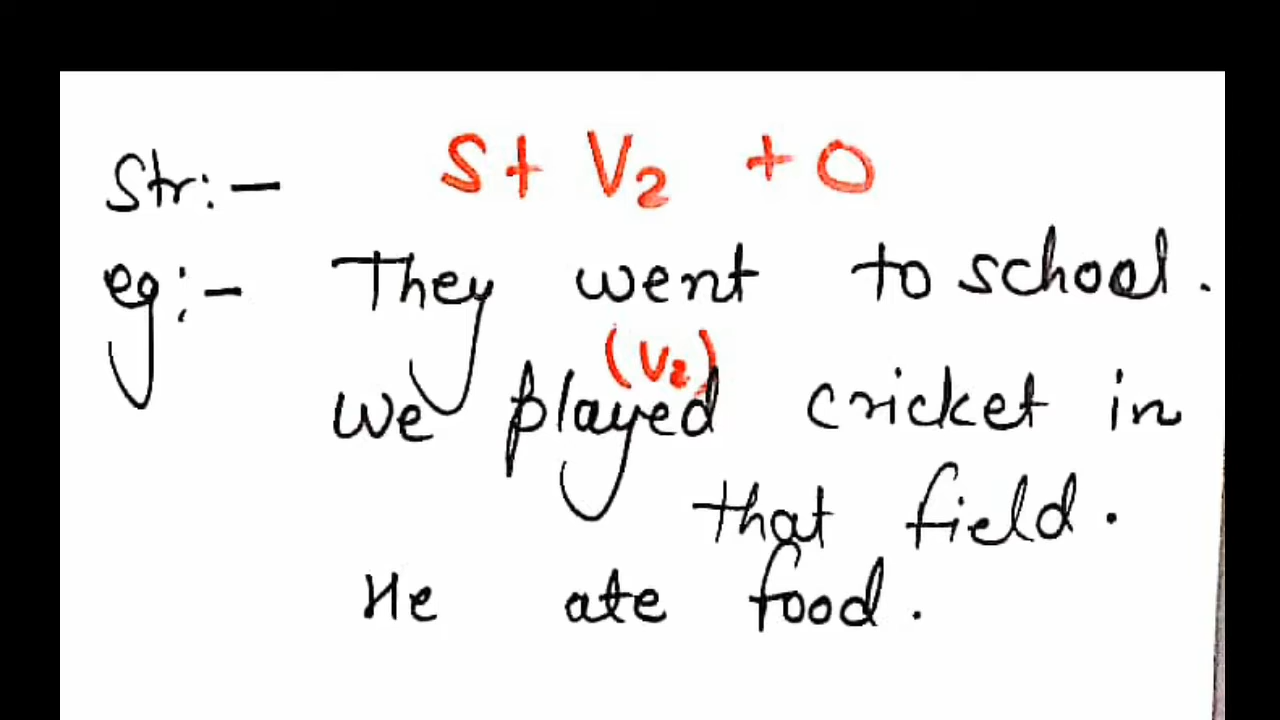 Str:- S + V2 + O
eg:- They went to school.
(V2)
We played cricket in
that field.
He ate food.